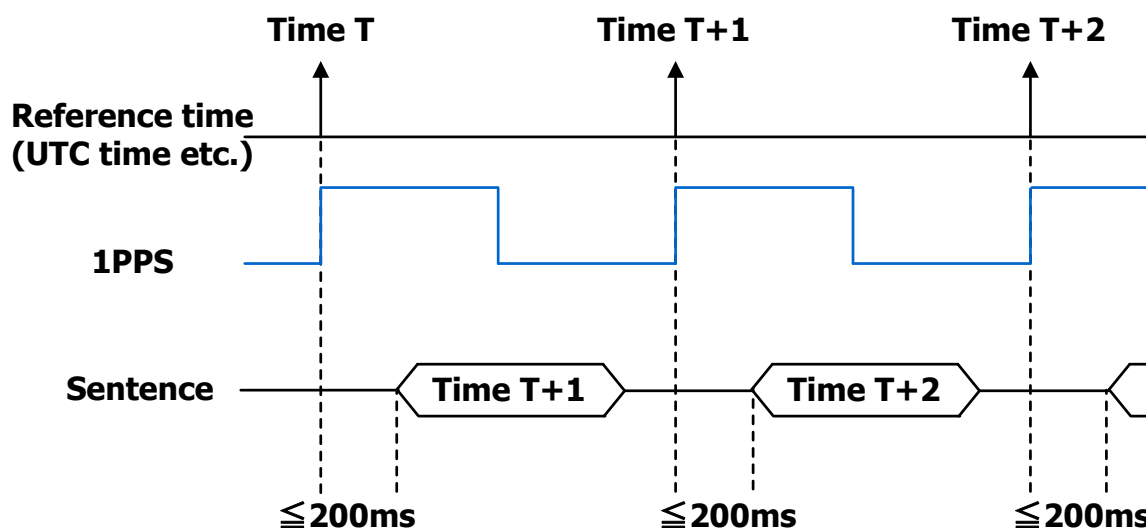 Time T
Time T+1
Time T+2
Reference time
(UTC time etc.)
1PPS
Sentence
Time T+1
Time T+2
≦200ms
≦200ms
≦200ms